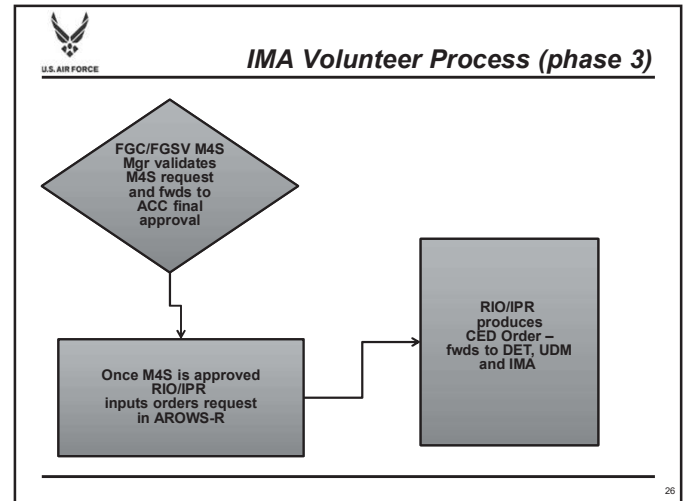 U.S. AIR FORCE
IMA Volunteer Process (phase 3)
FGC/FGSV M4S
Mgr validates
M4S request
and fwds to
ACC final
approval
Once M4S is approved
RIO/IPR
inputs orders request
in AROWS-R
RIO/IPR
produces
CED Order –
fwds to DET, UDM
and IMA
26